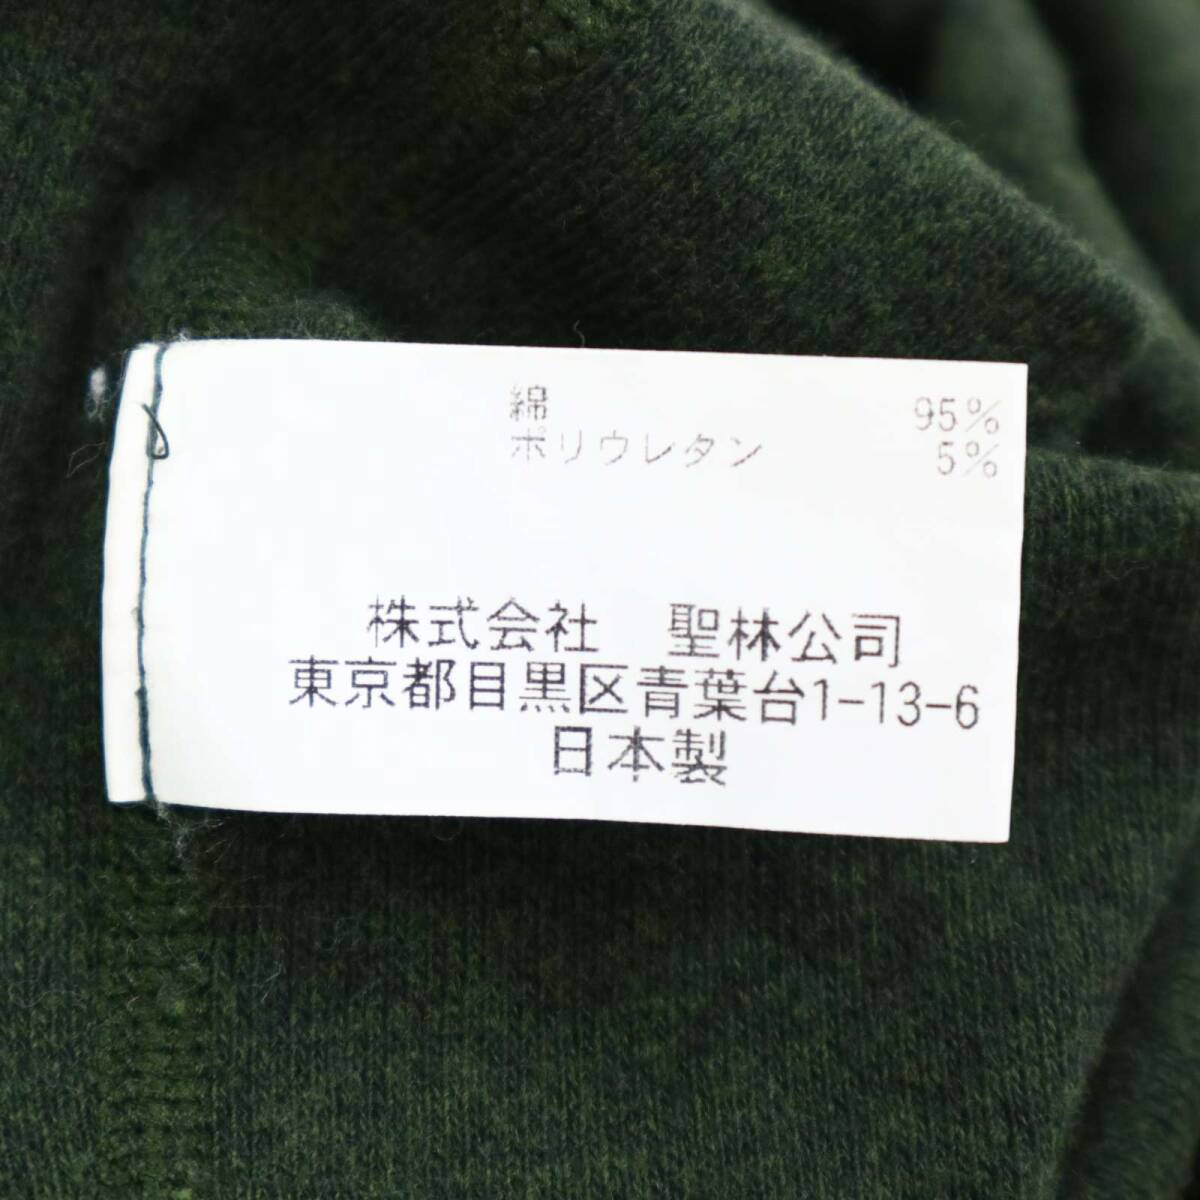 綿 95%
ポリウレタン 5%
株式会社 聖林公司
東京都目黒区青葉台1-13-6
日本製